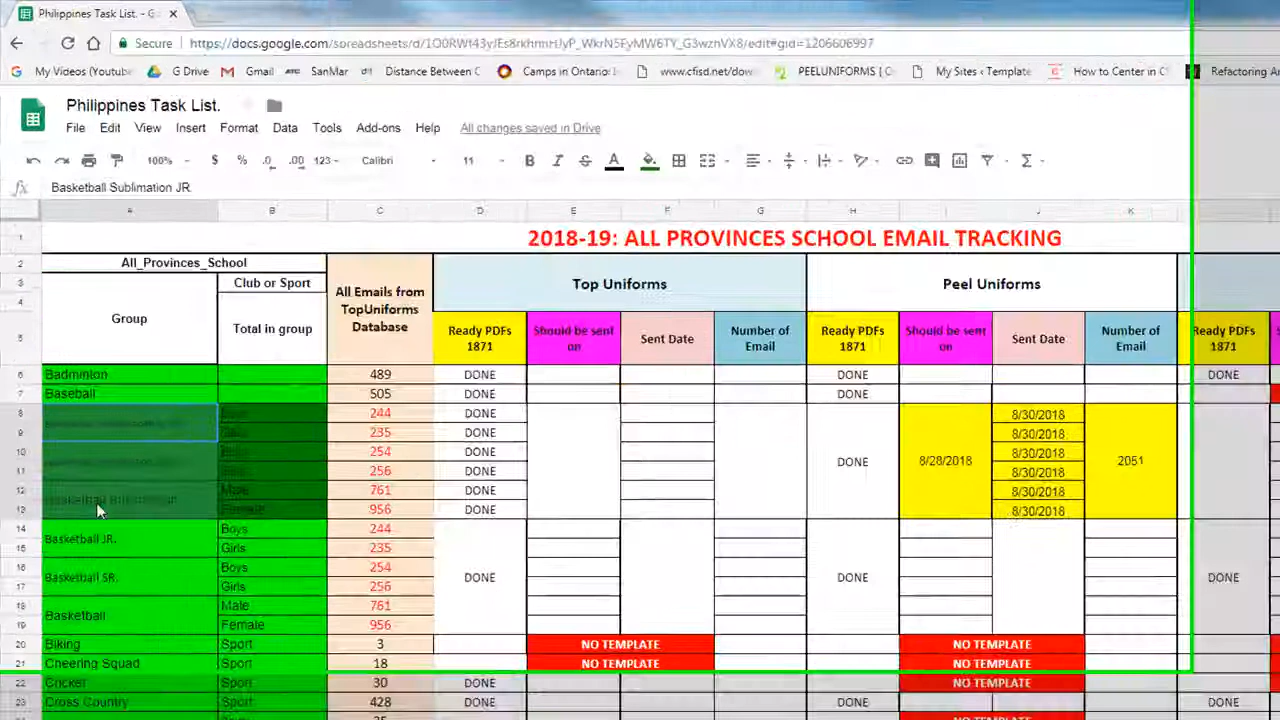 Philippines Task List. - G
Secure https://docs.google.com/spreadsheets/d/
My Videos (Youtub G Drive Gmail SanMar Distance Between C Camps in Ontario: www.cfisd.net/dow PEELUNIFORMS [ C My Sites ‹ Template How to Center in C Refactoring A
Philippines Task List.
File Edit View Insert Format Data Tools Add-ons Help All changes saved in Drive
100% $ % .0 .00 123 Calibri 11
fx Basketball Sublimation JR.
A B C D E F G H J K
1 2018-19: ALL PROVINCES SCHOOL EMAIL TRACKING
2 All_Provinces_School
3 Club or Sport
4
5 Group Total in group All Emails from TopUniforms Database Top Uniforms Peel Uniforms
Ready PDFs 1871 Should be sent on Sent Date Number of Email Ready PDFs 1871 Should be sent on Sent Date Number of Email Ready PDFs 1871
6 Badminton 489 DONE DONE DONE
7 Baseball 505 DONE DONE
8 244 DONE 8/30/2018
9 235 DONE 8/30/2018
10 254 DONE DONE 8/28/2018 8/30/2018 2051
11 256 DONE 8/30/2018
12 Basketball Male 761 DONE 8/30/2018
13 Female 956 DONE 8/30/2018
14 Basketball JR. Boys 244
15 Girls 235
16 Basketball SR. Boys 254 DONE DONE DONE
17 Girls 256
18 Basketball Male 761
19 Female 956
20 Biking Sport 3 NO TEMPLATE NO TEMPLATE
21 Cheering Squad Sport 18 NO TEMPLATE NO TEMPLATE
22 Cricket Sport 30 DONE NO TEMPLATE
23 Cross Country Sport 428 DONE DONE DONE